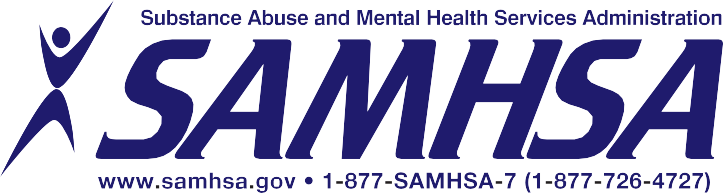 Substance Abuse and Mental Health Services Administration
SAMHSA
www.samhsa.gov • 1-877-SAMHSA-7 (1-877-726-4727)